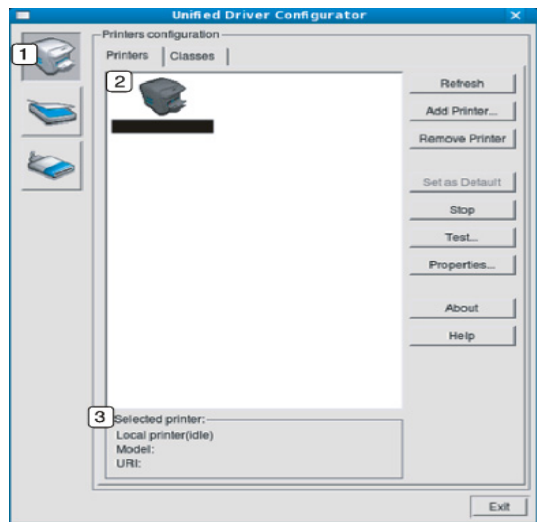 Unified Driver Configurator
Printers configuration
1
Printers
Classes
2
Refresh
Add Printer...
Remove Printer
Set as Default
Stop
Test...
Properties...
About
Help
3
Selected printer:
Local printer(idle)
Model:
URI:
Exit